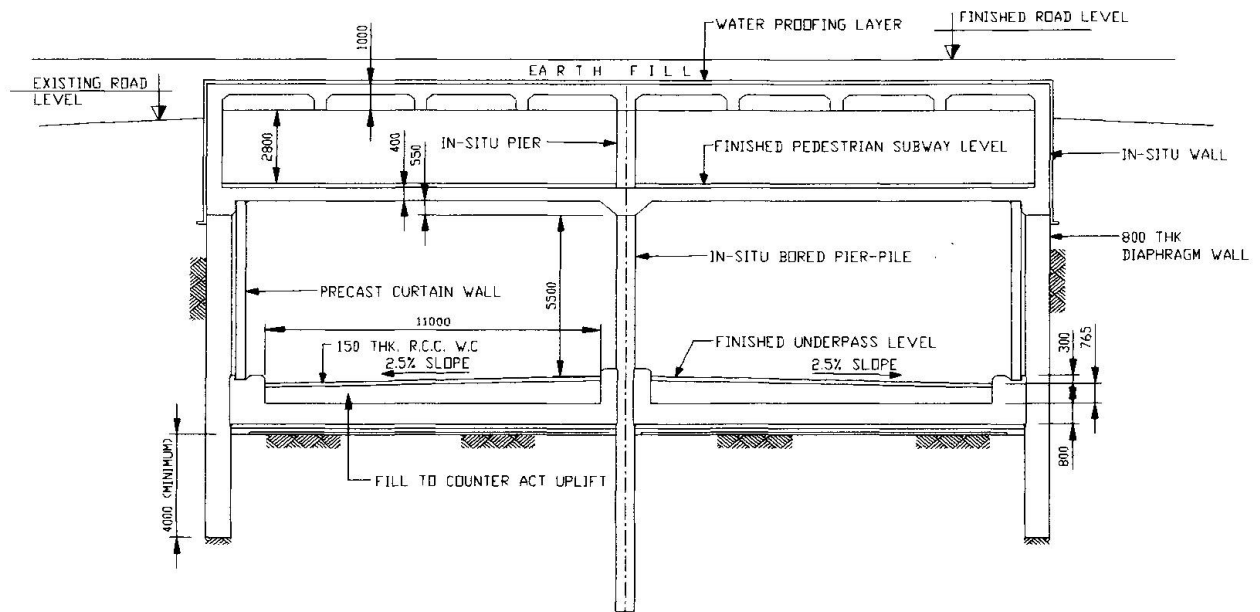 WATER PROOFING LAYER
FINISHED ROAD LEVEL
1000
EARTH FILL
EXISTING ROAD
LEVEL
2800
400
550
IN-SITU PIER
FINISHED PEDESTRIAN SUBWAY LEVEL
IN-SITU WALL
800 THK
DIAPHRAGM WALL
IN-SITU BORED PIER-PILE
PRECAST CURTAIN WALL
5500
11000
150 THK. R.C.C. W.C
2.5% SLOPE
FINISHED UNDERPASS LEVEL
2.5% SLOPE
300
765
800
4000 (MINIMUM)
FILL TO COUNTER ACT UPLIFT